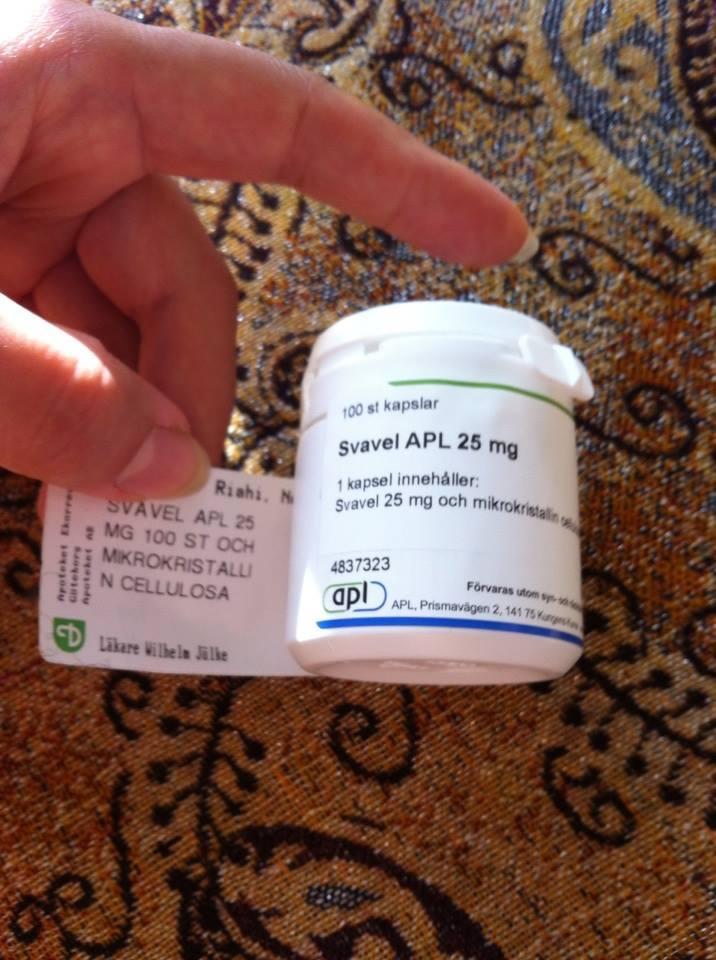 100 st kapslar
Svavel APL 25 mg
1 kapsel innehåller:
Svavel 25 mg och mikrokristallin
4837323
apl
Förvaras utom syn- och
APL, Prismavägen 2, 141 75 Kungens
Riahi,
SVAVEL APL 25
MG 100 ST OCH
MIKROKRISTALLI
N CELLULOSA
Apoteket
Göteborg
Apoteket AB
Läkare Wilhelm Jülke